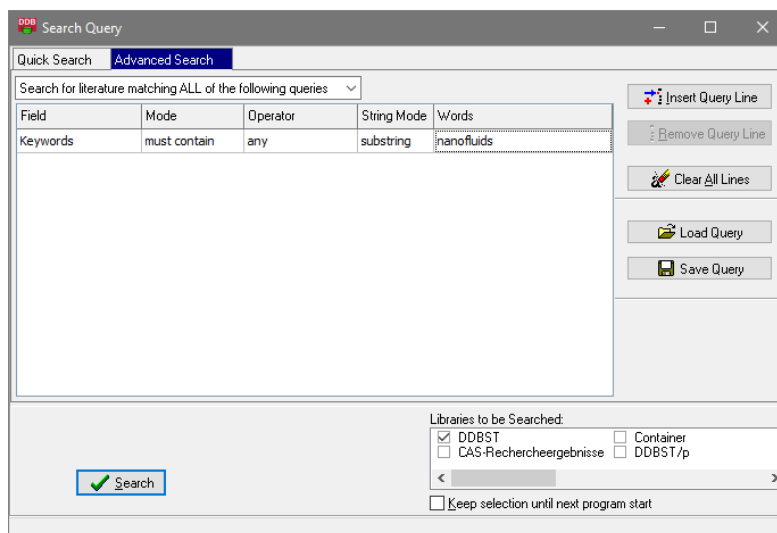 DDB Search Query
Quick Search Advanced Search
Search for literature matching ALL of the following queries
Insert Query Line
Field Mode Operator String Mode Words
Keywords must contain any substring nanofluids
Remove Query Line
Clear All Lines
Load Query
Save Query
Libraries to be Searched:
DDBST Container
CAS-Rechercheergebnisse DDBST/p
Search
Keep selection until next program start